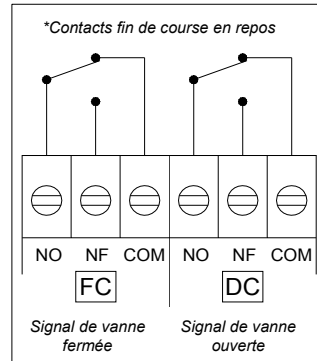 *Contacts fin de course en repos
NO NF COM NO NF COM
FC DC
Signal de vanne fermée
Signal de vanne ouverte